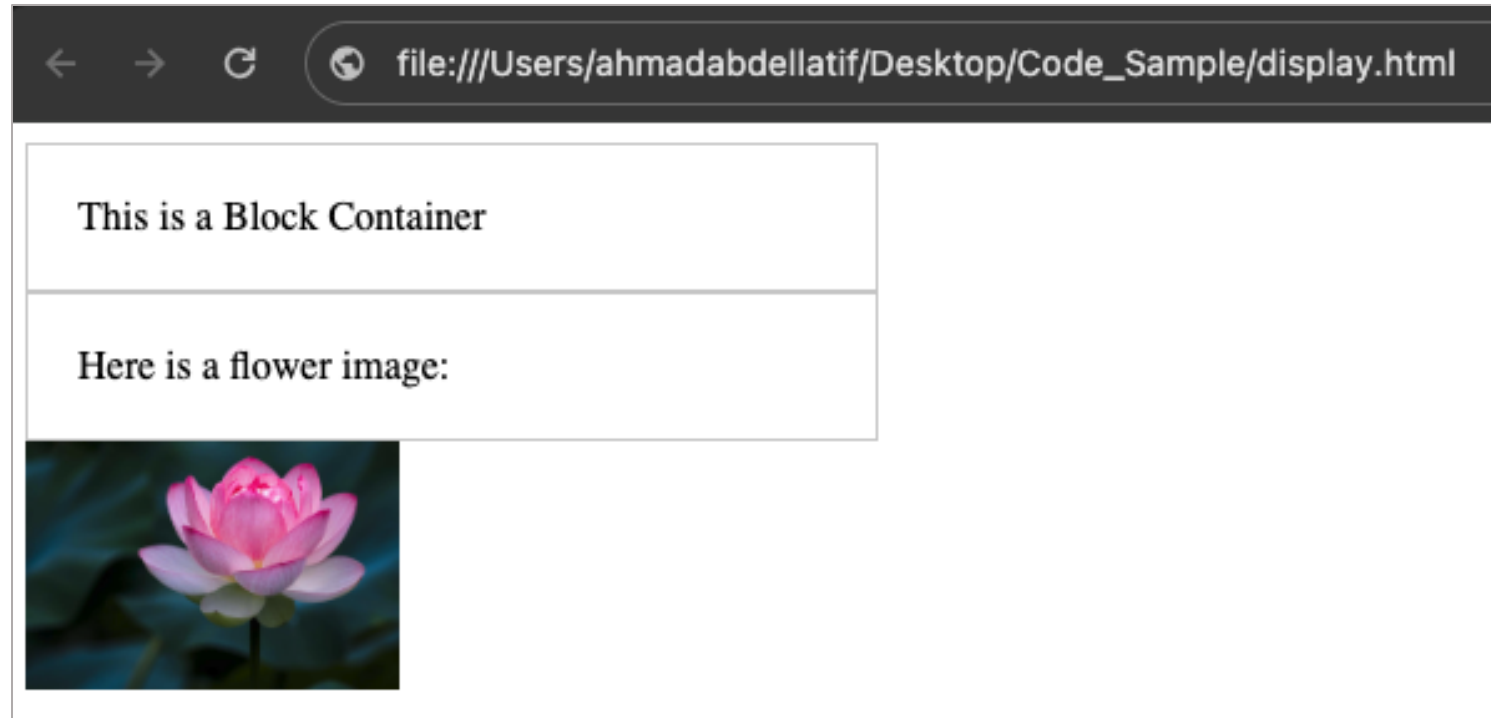 file:///Users/ahmadabdellatif/Desktop/Code_Sample/display.html
This is a Block Container
Here is a flower image: